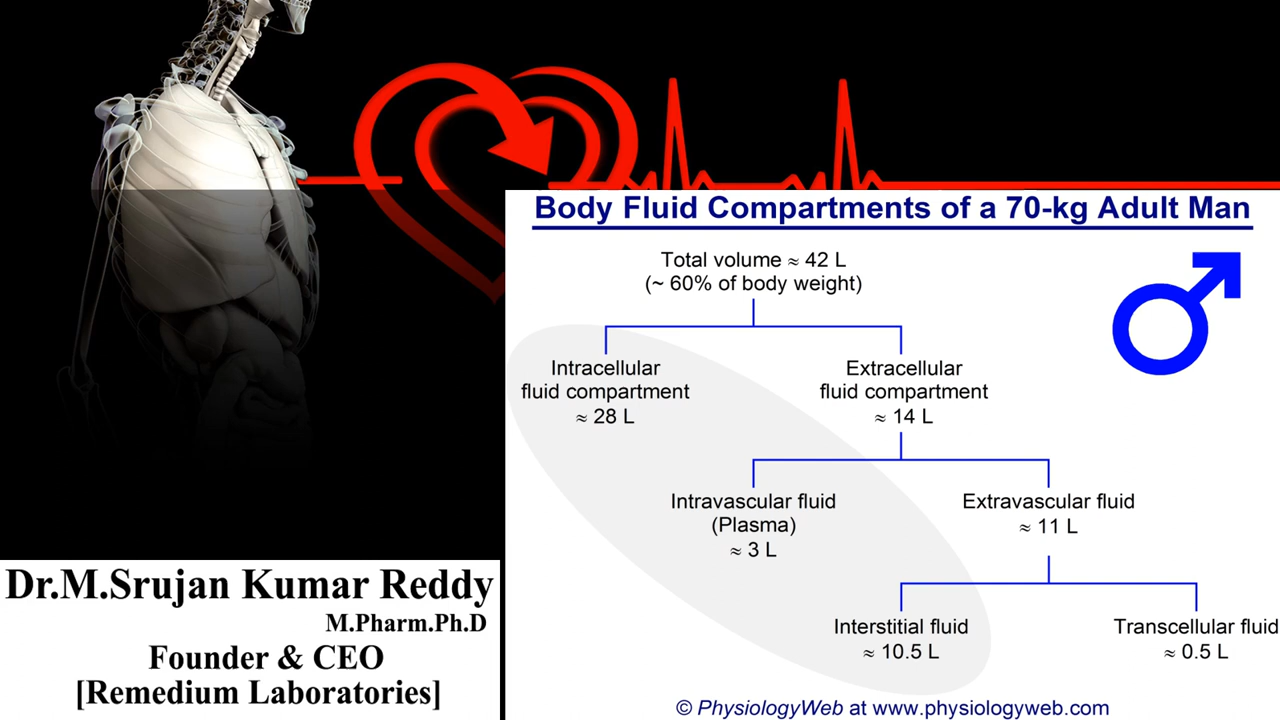 Body Fluid Compartments of a 70-kg Adult Man
Total volume ≈ 42 L
(~ 60% of body weight)
Intracellular
fluid compartment
≈ 28 L
Extracellular
fluid compartment
≈ 14 L
Intravascular fluid
(Plasma)
≈ 3 L
Extravascular fluid
≈ 11 L
Interstitial fluid
≈ 10.5 L
Transcellular fluid
≈ 0.5 L
© PhysiologyWeb at www.physiologyweb.com
Dr.M.Srujan Kumar Reddy
M.Pharm.Ph.D
Founder & CEO
[Remedium Laboratories]